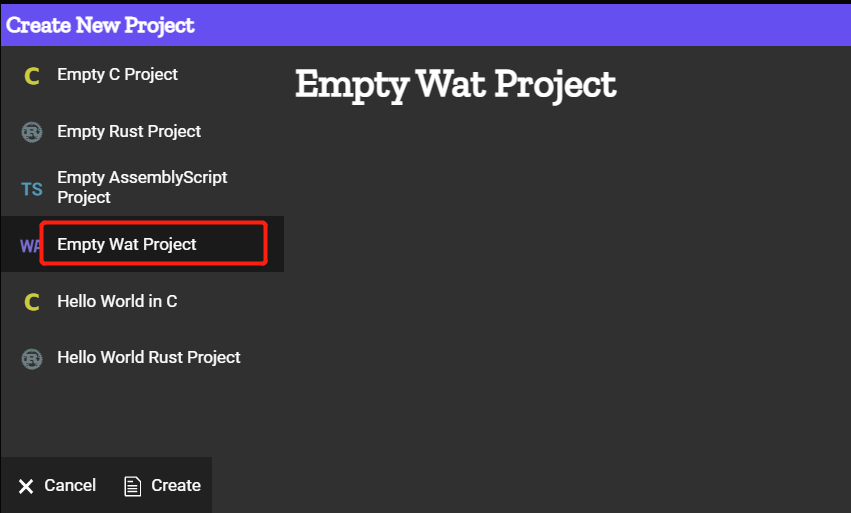 Create New Project
C Empty C Project
R Empty Rust Project
TS Empty AssemblyScript
Project
WA Empty Wat Project
C Hello World in C
R Hello World Rust Project
Empty Wat Project
Cancel
Create